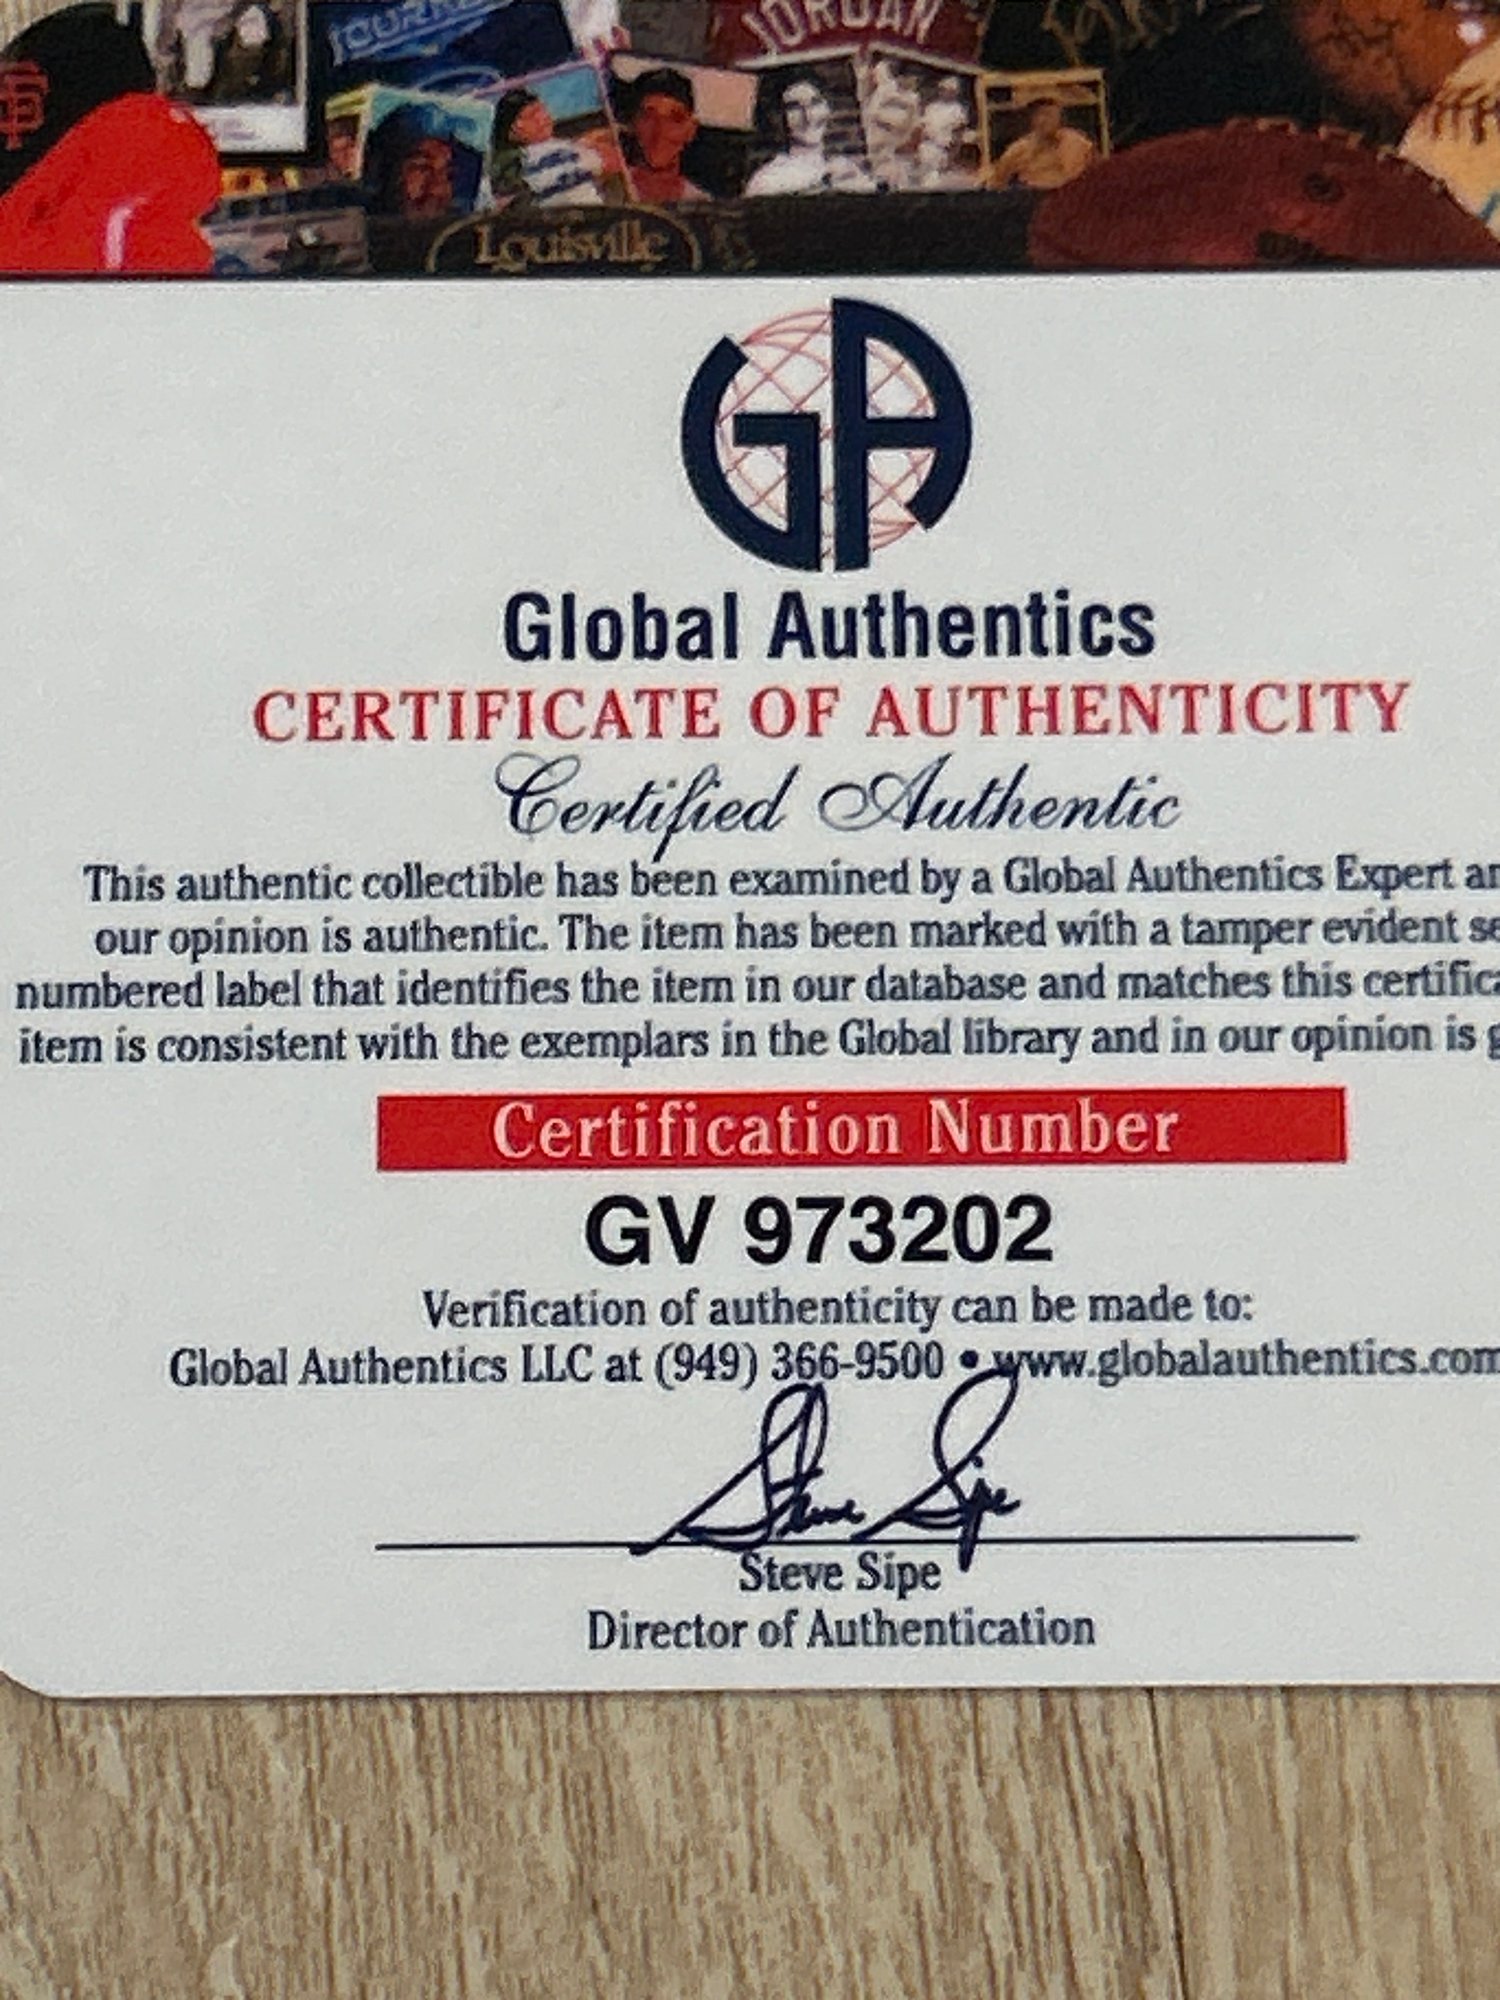 JORDAN
Louisville
GA
Global Authentics
CERTIFICATE OF AUTHENTICITY
Certified Authentic
This authentic collectible has been examined by a Global Authentics Expert
our opinion is authentic. The item has been marked with a tamper evident
numbered label that identifies the item in our database and matches this
item is consistent with the exemplars in the Global library and in our opinion is
Certification Number
GV 973202
Verification of authenticity can be made to:
Global Authentics LLC at (949) 366-9500 • www.globalauthentics.com
Steve Sipe
Steve Sipe
Director of Authentication